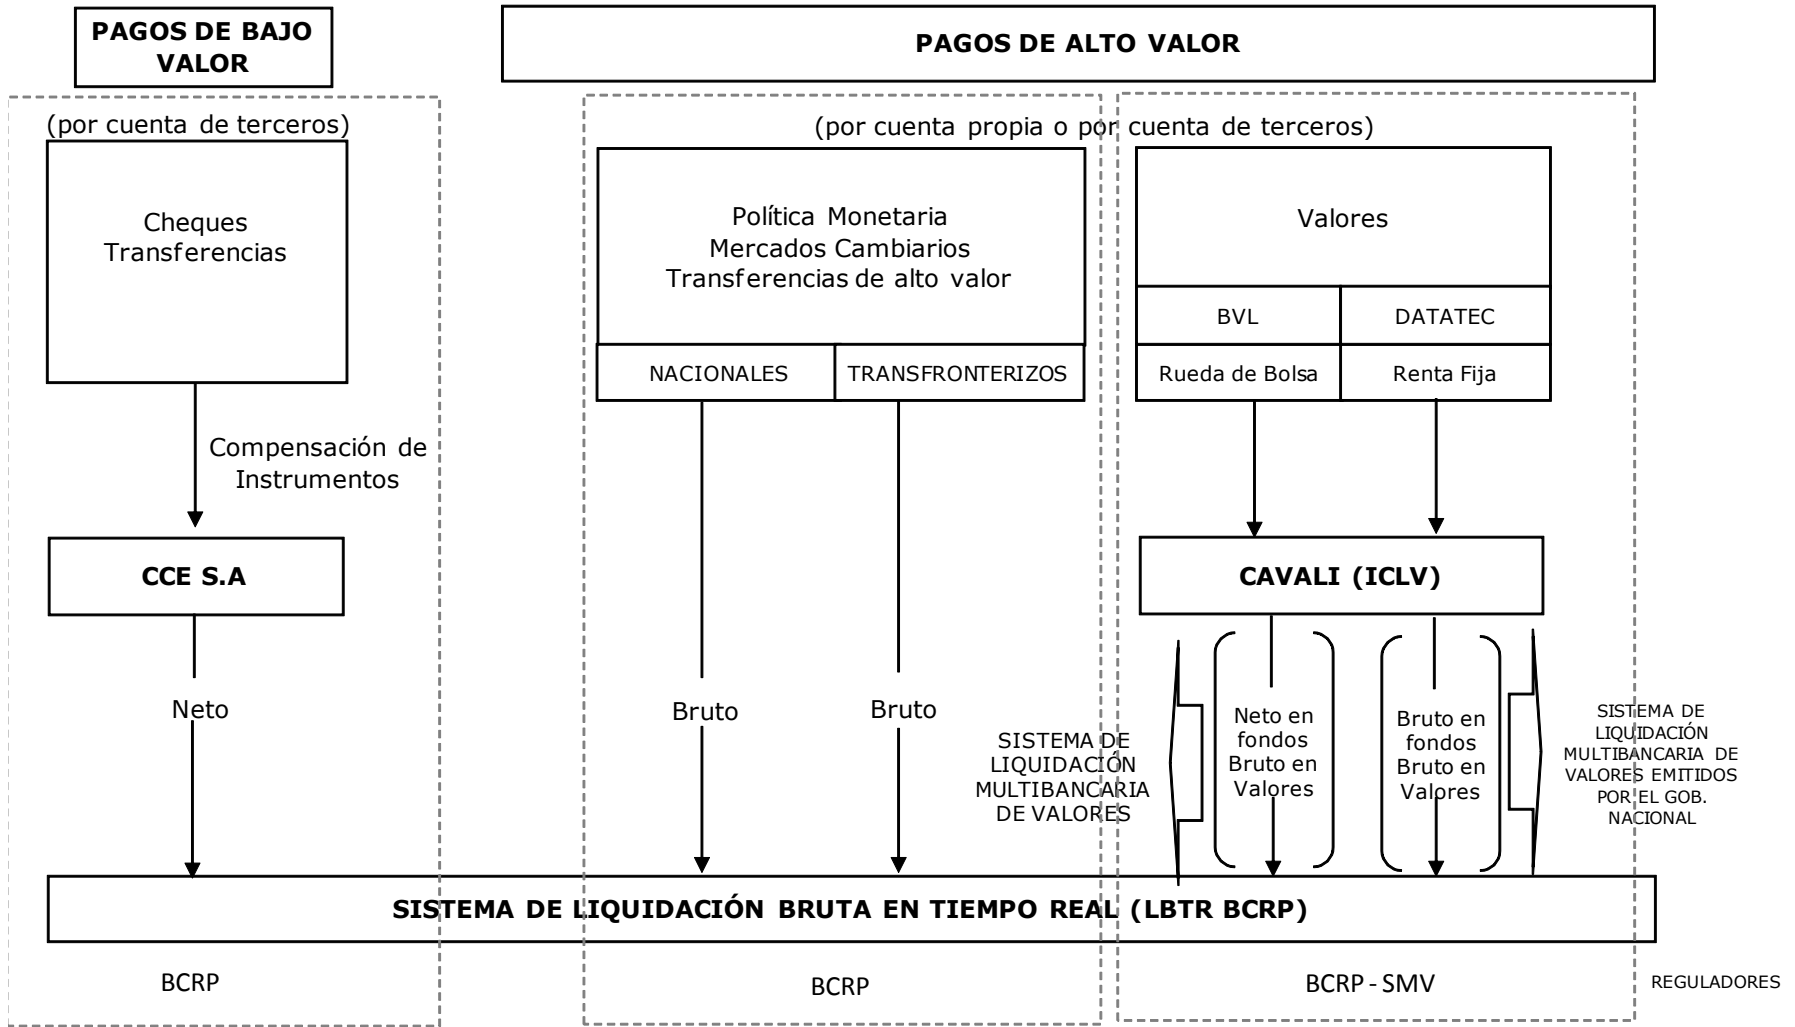 PAGOS DE BAJO
VALOR
PAGOS DE ALTO VALOR
(por cuenta de terceros)
(por cuenta propia o por cuenta de terceros)
Cheques
Transferencias
Política Monetaria
Mercados Cambiarios
Transferencias de alto valor
NACIONALES
TRANSFRONTERIZOS
Valores
BVL
DATATEC
Rueda de Bolsa
Renta Fija
Compensación de
Instrumentos
CCE S.A
CAVALI (ICLV)
Neto
Bruto
Bruto
SISTEMA DE
LIQUIDACIÓN
MULTIBANCARIA
DE VALORES
Neto en
fondos
Bruto en
Valores
Bruto en
fondos
Bruto en
Valores
SISTEMA DE
LIQUIDACIÓN
MULTIBANCARIA DE
VALORES EMITIDOS
POR EL GOB.
NACIONAL
SISTEMA DE LIQUIDACIÓN BRUTA EN TIEMPO REAL (LBTR BCRP)
BCRP
BCRP
BCRP - SMV
REGULADORES